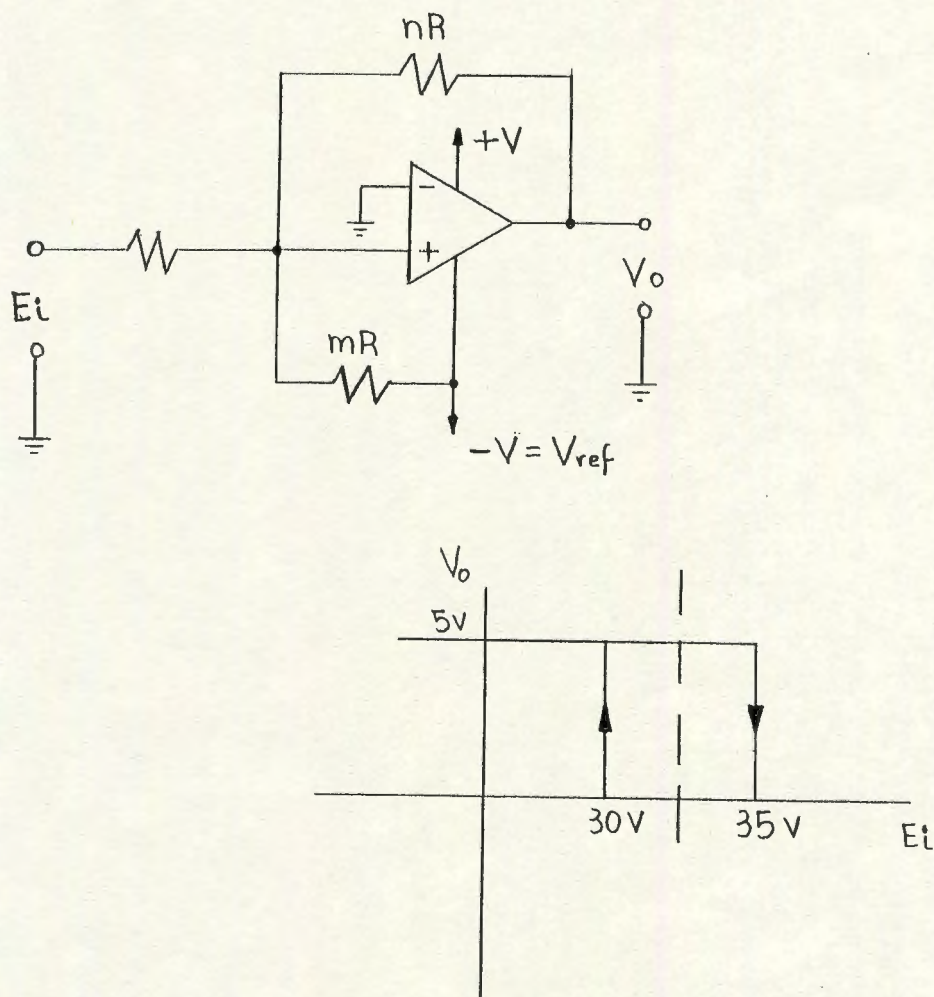 nR
+V
-
+
Ei
Vo
mR
-V = Vref
Vo
5v
30V
35V
Ei